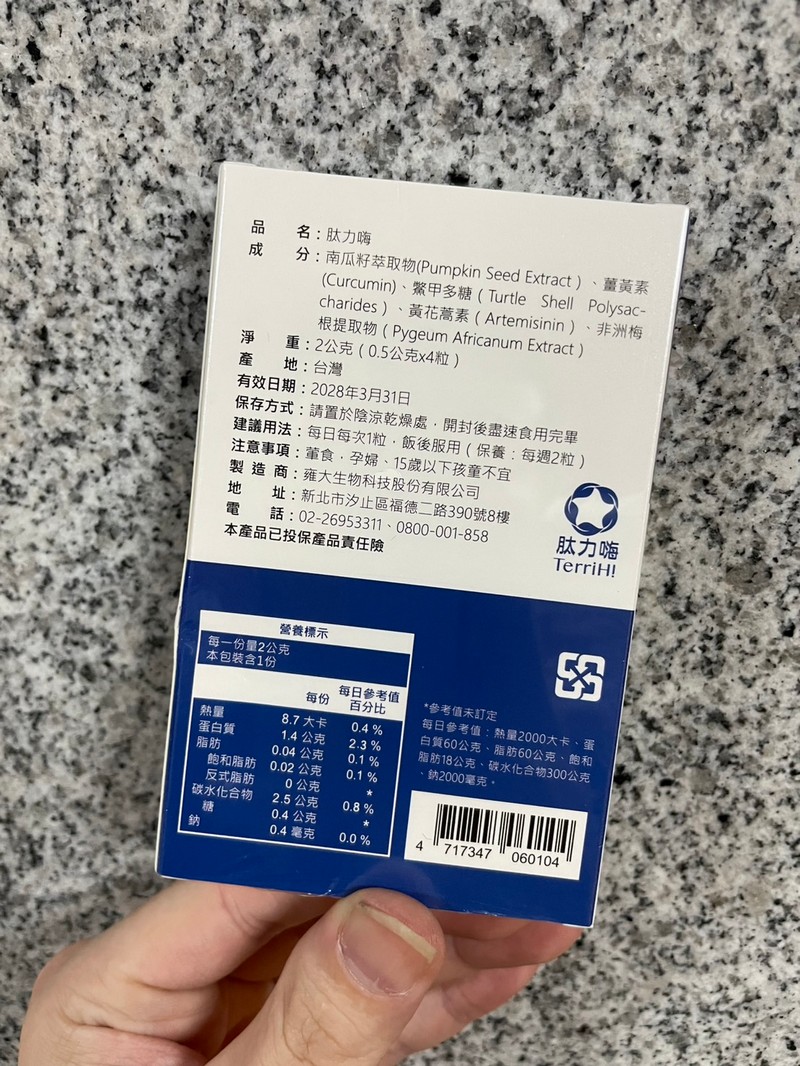 品　　名：肽力嗨
成　　分：南瓜籽萃取物(Pumpkin Seed Extract）、薑黃素
(Curcumin)、鱉甲多糖（Turtle Shell Polysac-
charides）、黃花蒿素（Artemisinin）、非洲梅
根提取物（Pygeum Africanum Extract）
淨　　重：2公克（0.5公克x4粒）
產　　地：台灣
有效日期：2028年3月31日
保存方式：請置於陰涼乾燥處，開封後盡速食用完畢
建議用法：每日每次1粒，飯後服用（保養：每週2粒）
注意事項：葷食，孕婦、15歲以下孩童不宜
製 造 商：雍大生物科技股份有限公司
地　　址：新北市汐止區福德二路390號8樓
電　　話：02-26953311、0800-001-858
本產品已投保產品責任險
肽力嗨
TerriH!
營養標示
每一份量2公克
本包裝含1份
每份 每日參考值百分比
熱量 8.7 大卡 0.4 %
蛋白質 1.4 公克 2.3 %
脂肪 0.04 公克 0.1 %
飽和脂肪 0.02 公克 0.1 %
反式脂肪 0 公克 *
碳水化合物 2.5 公克 0.8 %
糖 0.4 公克 *
鈉 0.4 毫克 0.0 %
*參考值未訂定
每日參考值：熱量2000大卡、蛋
白質60公克、脂肪60公克、飽和
脂肪18公克、碳水化合物300公克
、鈉2000毫克。
4 717347 060104